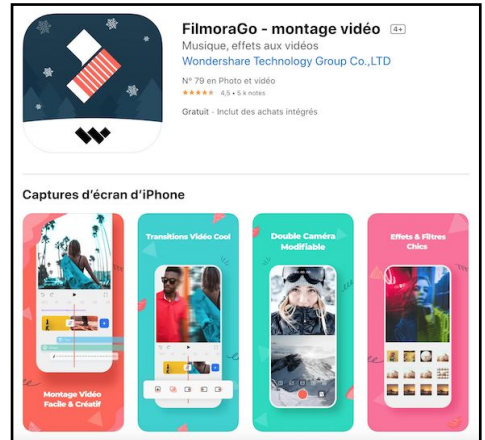 FilmoraGo - montage vidéo 4+
Musique, effets aux vidéos
Wondershare Technology Group Co.,LTD
N° 79 en Photo et vidéo
4,5 • 5 k notes
Gratuit - Inclut des achats intégrés
Captures d'écran d'iPhone
Montage Vidéo
Facile & Créatif
Transitions Vidéo Cool
Double Caméra
Modifiable
Effets & Filtres
Chics